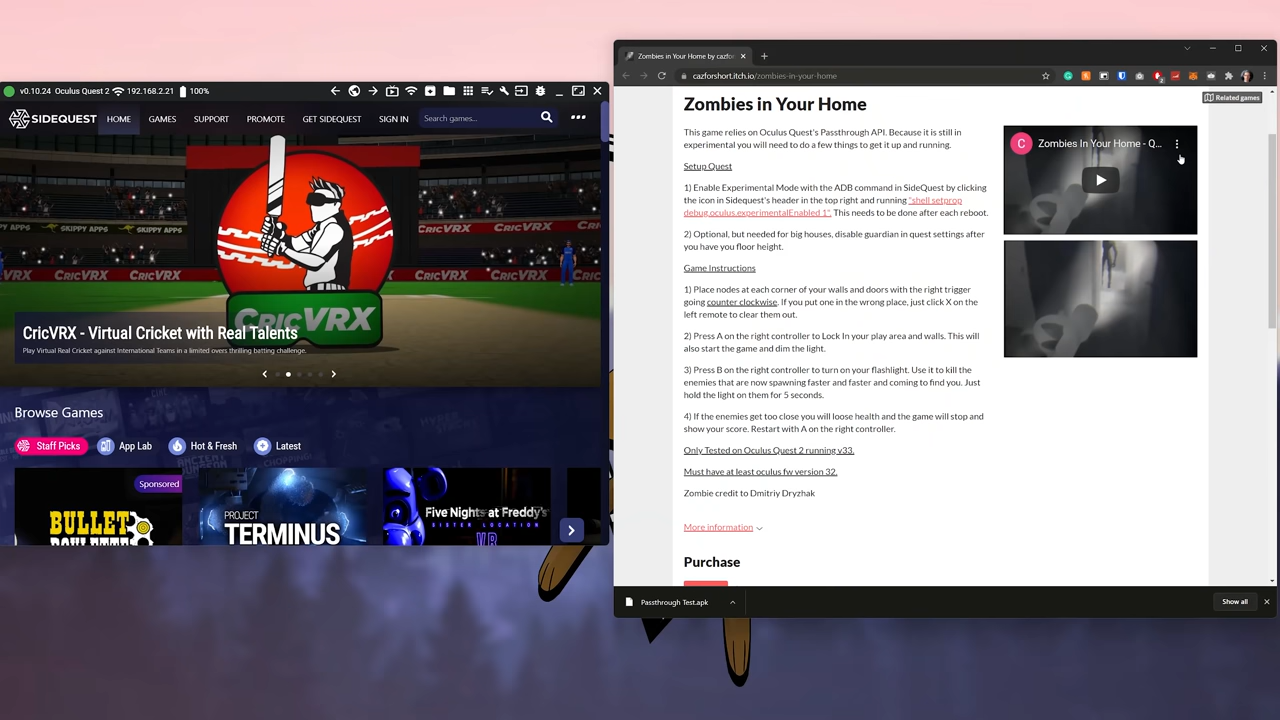 v0.10.24 Oculus Quest 2 192.168.2.21 100%
SIDEQUEST HOME GAMES SUPPORT PROMOTE GET SIDEQUEST SIGN IN Search games...
SKYPPY APPS
SKYPPY APPS
CRICVRX
CRICVRX
CRICVRX
CRICVRX
CricVRX - Virtual Cricket with Real Talents
Play Virtual Real Cricket against International Teams in a limited overs thrilling batting challenge.
Browse Games
Staff Picks App Lab Hot & Fresh Latest
Sponsored
BULLET
ROULETTE
PROJECT
TERMINUS
Five Nights at Freddy's
SISTER LOCATION
VR
Zombies in Your Home by cazfo
cazforshort.itch.io/zombies-in-your-home
Related games
Zombies in Your Home
This game relies on Oculus Quest's Passthrough API. Because it is still in
experimental you will need to do a few things to get it up and running.
Setup Quest
1) Enable Experimental Mode with the ADB command in SideQuest by clicking
the icon in Sidequest's header in the top right and running "shell setprop
debug.oculus.experimentalEnabled 1". This needs to be done after each reboot.
2) Optional, but needed for big houses, disable guardian in quest settings after
you have you floor height.
Game Instructions
1) Place nodes at each corner of your walls and doors with the right trigger
going counter clockwise. If you put one in the wrong place, just click X on the
left remote to clear them out.
2) Press A on the right controller to Lock In your play area and walls. This will
also start the game and dim the light.
3) Press B on the right controller to turn on your flashlight. Use it to kill the
enemies that are now spawning faster and faster and coming to find you. Just
hold the light on them for 5 seconds.
4) If the enemies get too close you will loose health and the game will stop and
show your score. Restart with A on the right controller.
Only Tested on Oculus Quest 2 running v33.
Must have at least oculus fw version 32.
Zombie credit to Dmitriy Dryzhak
More information
Purchase
C Zombies In Your Home - Q...
Passthrough Test.apk
Show all